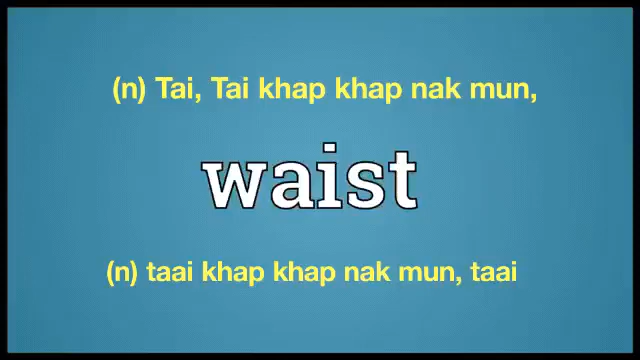 (n) Tai, Tai khap khap nak mun,
waist
(n) taai khap khap nak mun, taai